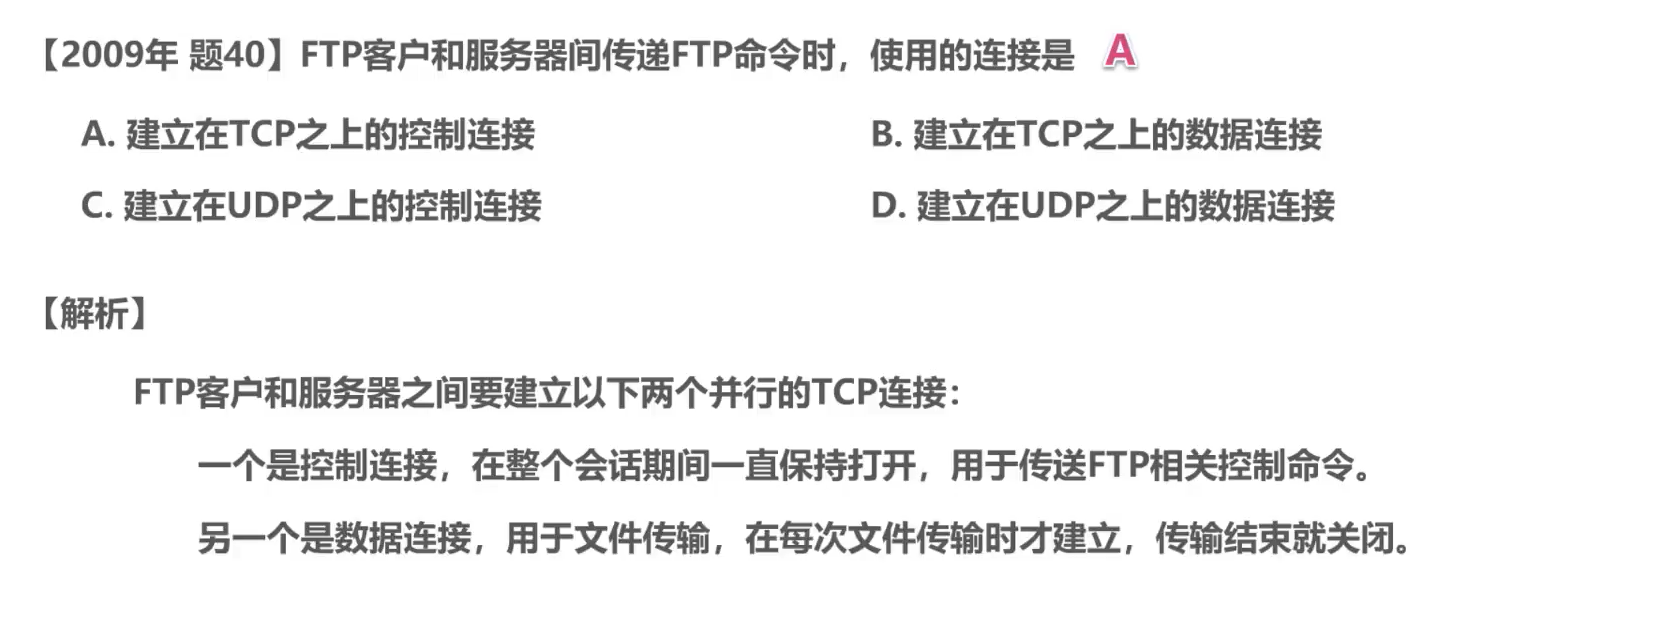 【2009年 题40】FTP客户和服务器间传递FTP命令时，使用的连接是 A
A. 建立在TCP之上的控制连接 B. 建立在TCP之上的数据连接
C. 建立在UDP之上的控制连接 D. 建立在UDP之上的数据连接
【解析】
FTP客户和服务器之间要建立以下两个并行的TCP连接：
一个是控制连接，在整个会话期间一直保持打开，用于传送FTP相关控制命令。
另一个是数据连接，用于文件传输，在每次文件传输时才建立，传输结束就关闭。